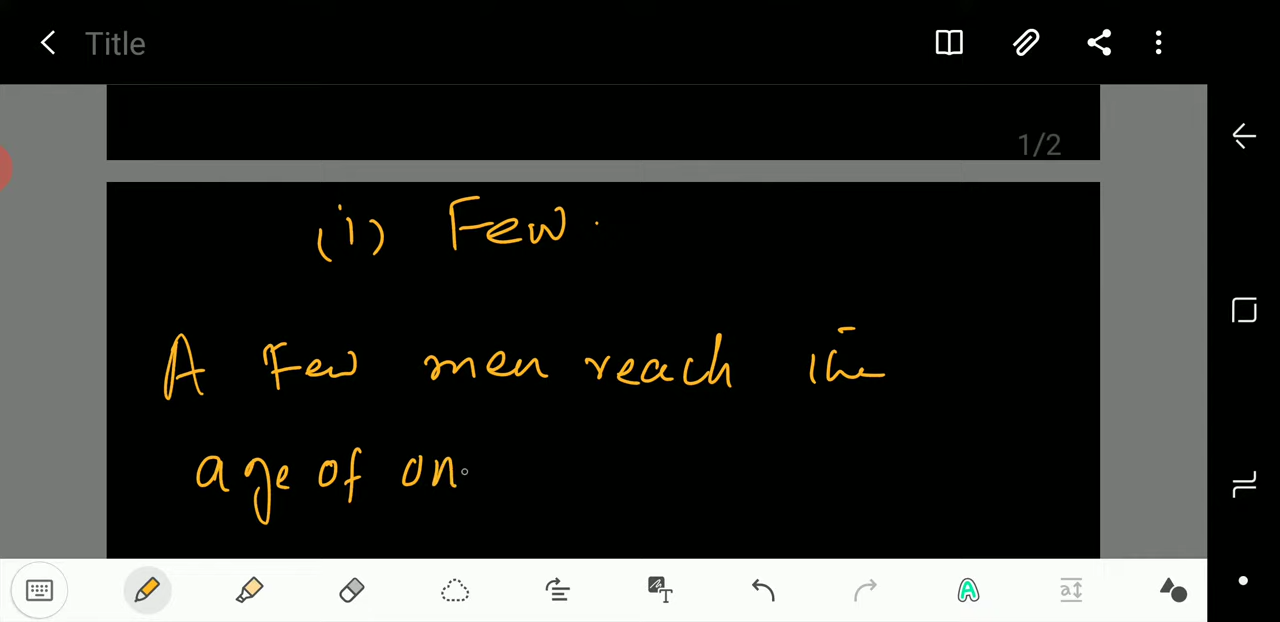 Title
1/2
(i) Few.
A Few men reach the
age of on
T
A
a